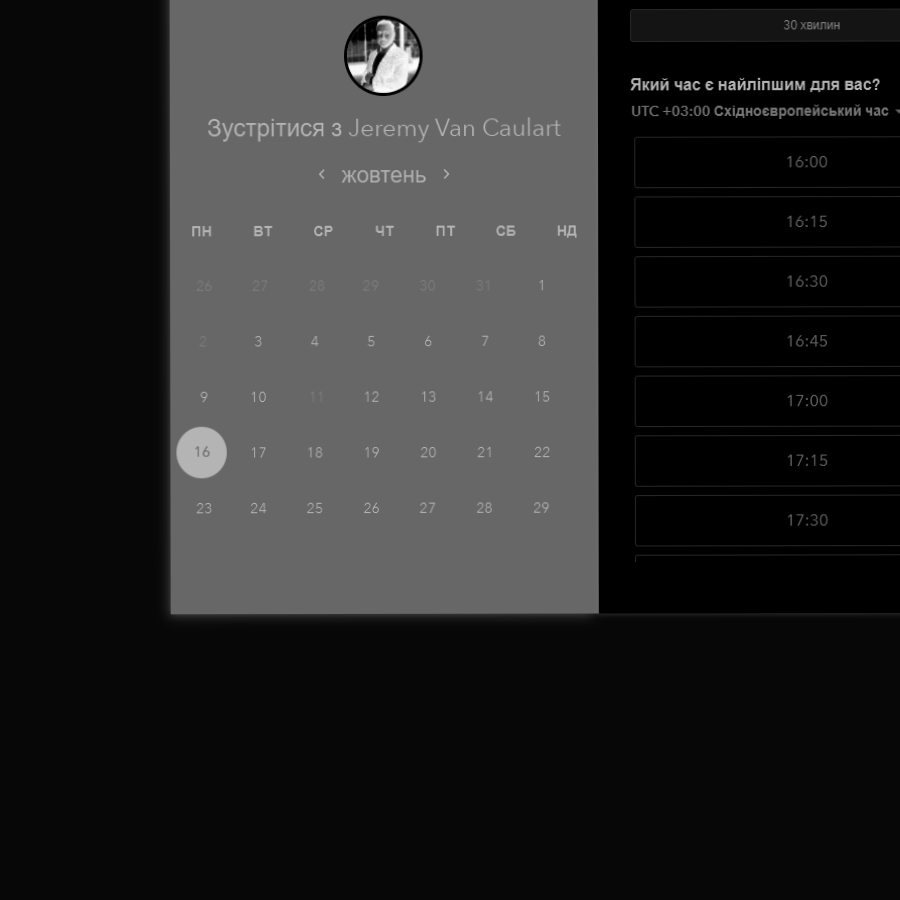 Зустрітися з Jeremy Van Caulart
‹ жовтень ›
ПН ВТ СР ЧТ ПТ СБ НД
26 27 28 29 30 31 1
2 3 4 5 6 7 8
9 10 11 12 13 14 15
16 17 18 19 20 21 22
23 24 25 26 27 28 29
30 хвилин
Який час є найліпшим для вас?
UTC +03:00 Східноєвропейський час
16:00
16:15
16:30
16:45
17:00
17:15
17:30